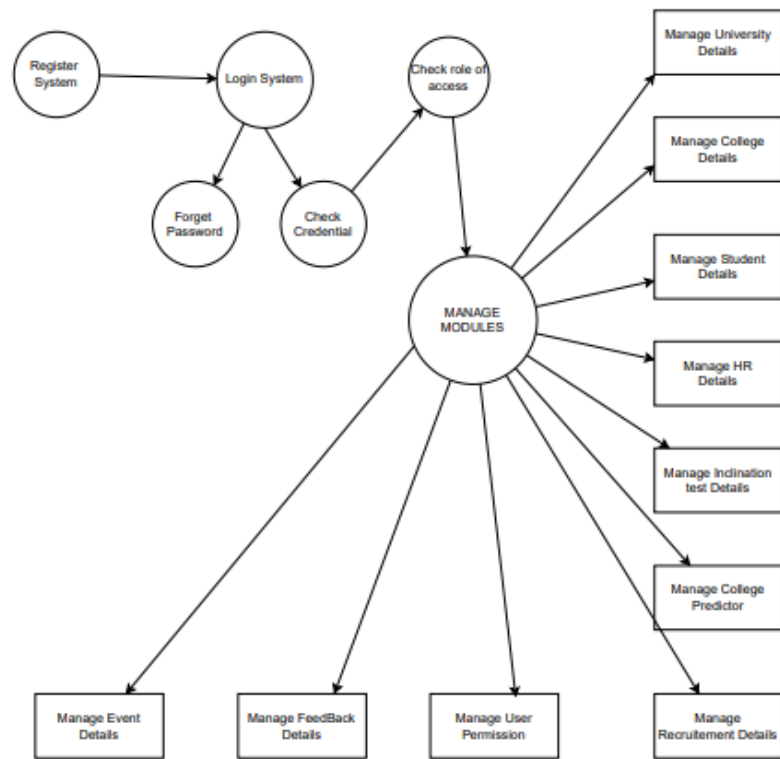 Register
System
Login System
Check role of
access
Manage University
Details
Manage College
Details
Forget
Password
Check
Credential
Manage Student
Details
MANAGE
MODULES
Manage HR
Details
Manage Inclination
test Details
Manage College
Predictor
Manage Event
Details
Manage FeedBack
Details
Manage User
Permission
Manage
Recruitement Details